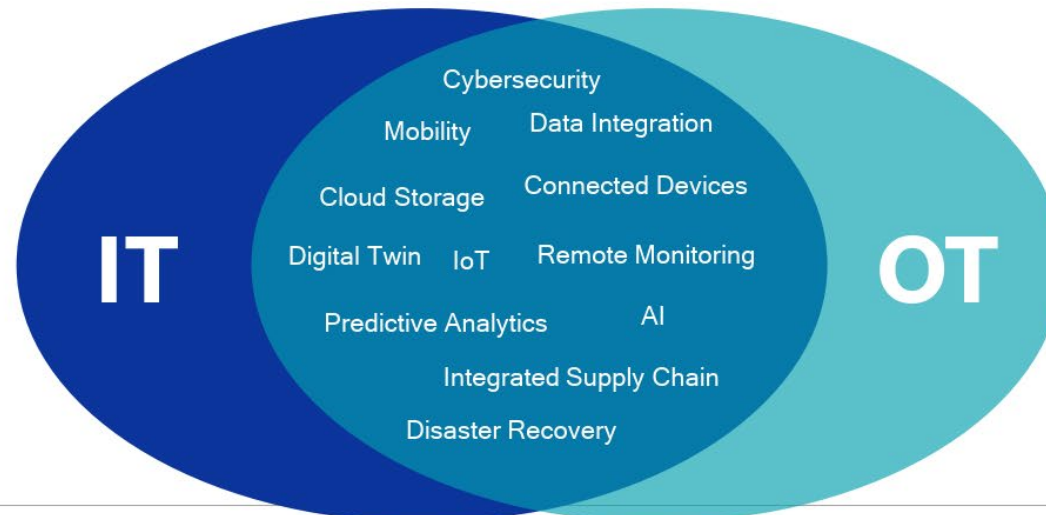 Cybersecurity
Mobility
Data Integration
Cloud Storage
Connected Devices
IT
Digital Twin
IoT
Remote Monitoring
OT
Predictive Analytics
AI
Integrated Supply Chain
Disaster Recovery